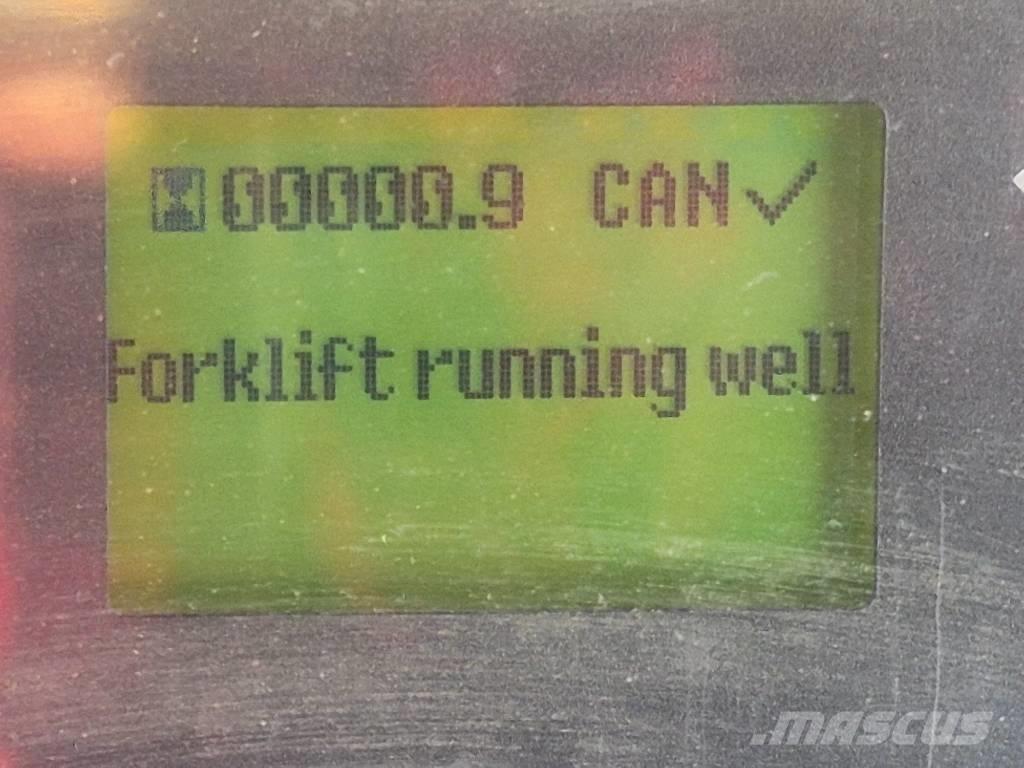 00000.9 CAN✓
Forklift running well
.mascus